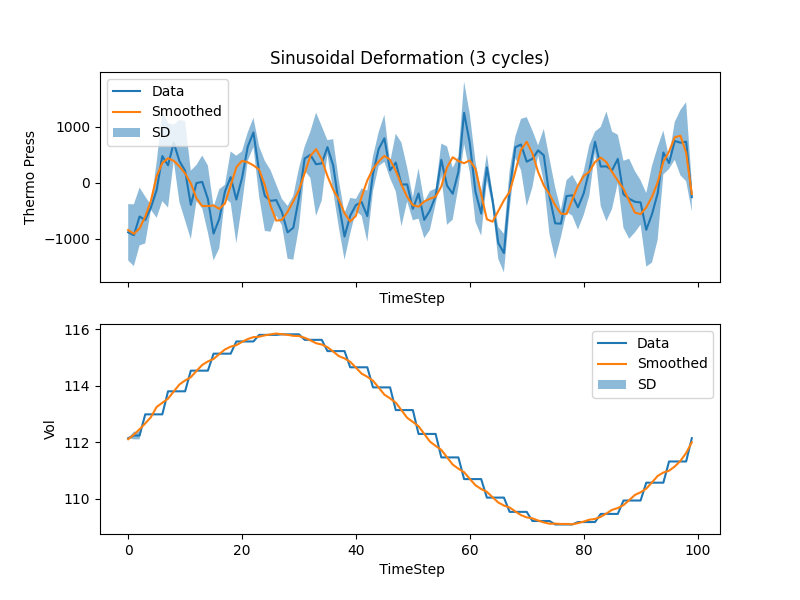 Sinusoidal Deformation (3 cycles)
Data
Smoothed
SD
1000
0
−1000
Thermo Press
TimeStep
116
114
112
110
Vol
Data
Smoothed
SD
0
20
40
60
80
100
TimeStep